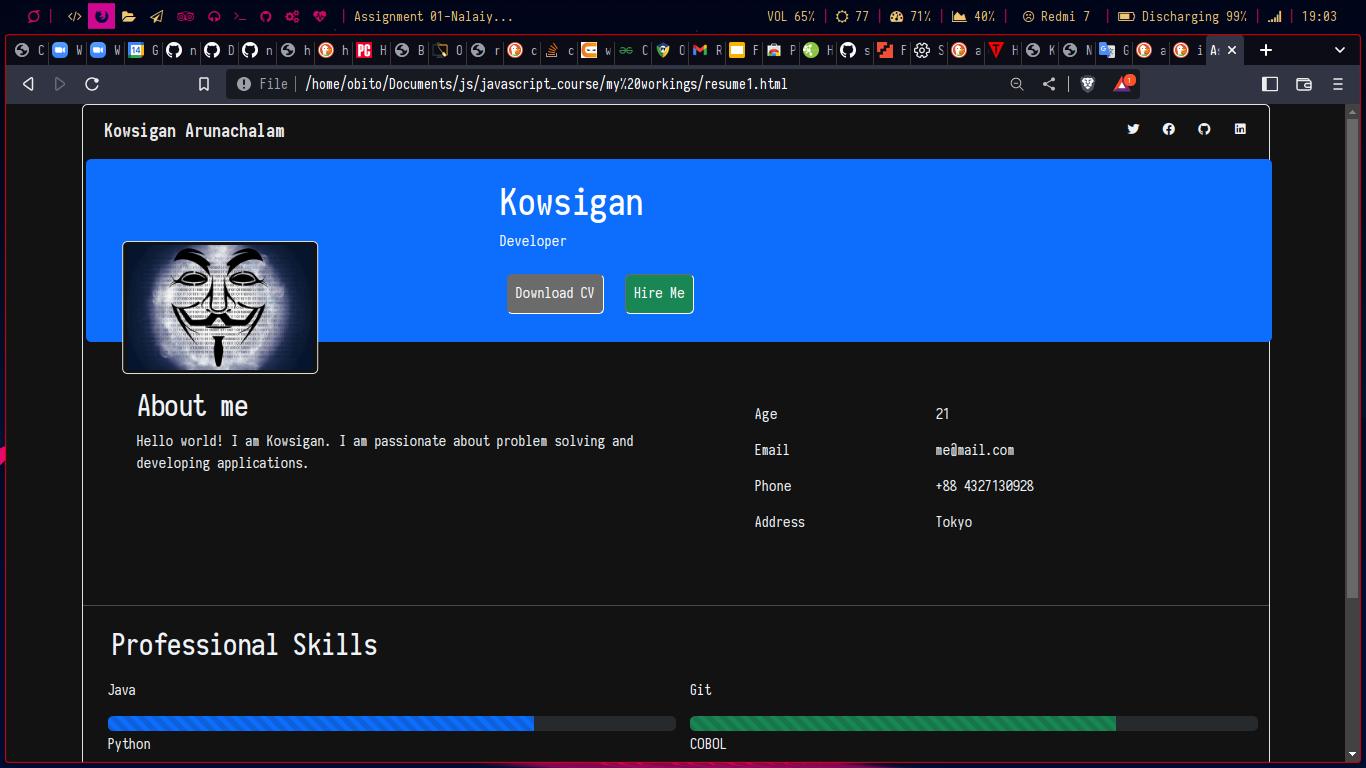 Assignment 01-Nalaiy...
VOL 65% 77 71% 40% Redmi 7 Discharging 99% 19:03
C W W G n D n h h H B O r c c w O M R F P H s F S a H K N G a i A
File /home/obito/Documents/js/javascript_course/my%20workings/resume1.html 1
Kowsigan Arunachalam
Kowsigan
Developer
Download CV Hire Me
About me
Hello world! I am Kowsigan. I am passionate about problem solving and
developing applications.
Age 21
Email me@mail.com
Phone +88 4327130928
Address Tokyo
Professional Skills
Java Git
Python COBOL